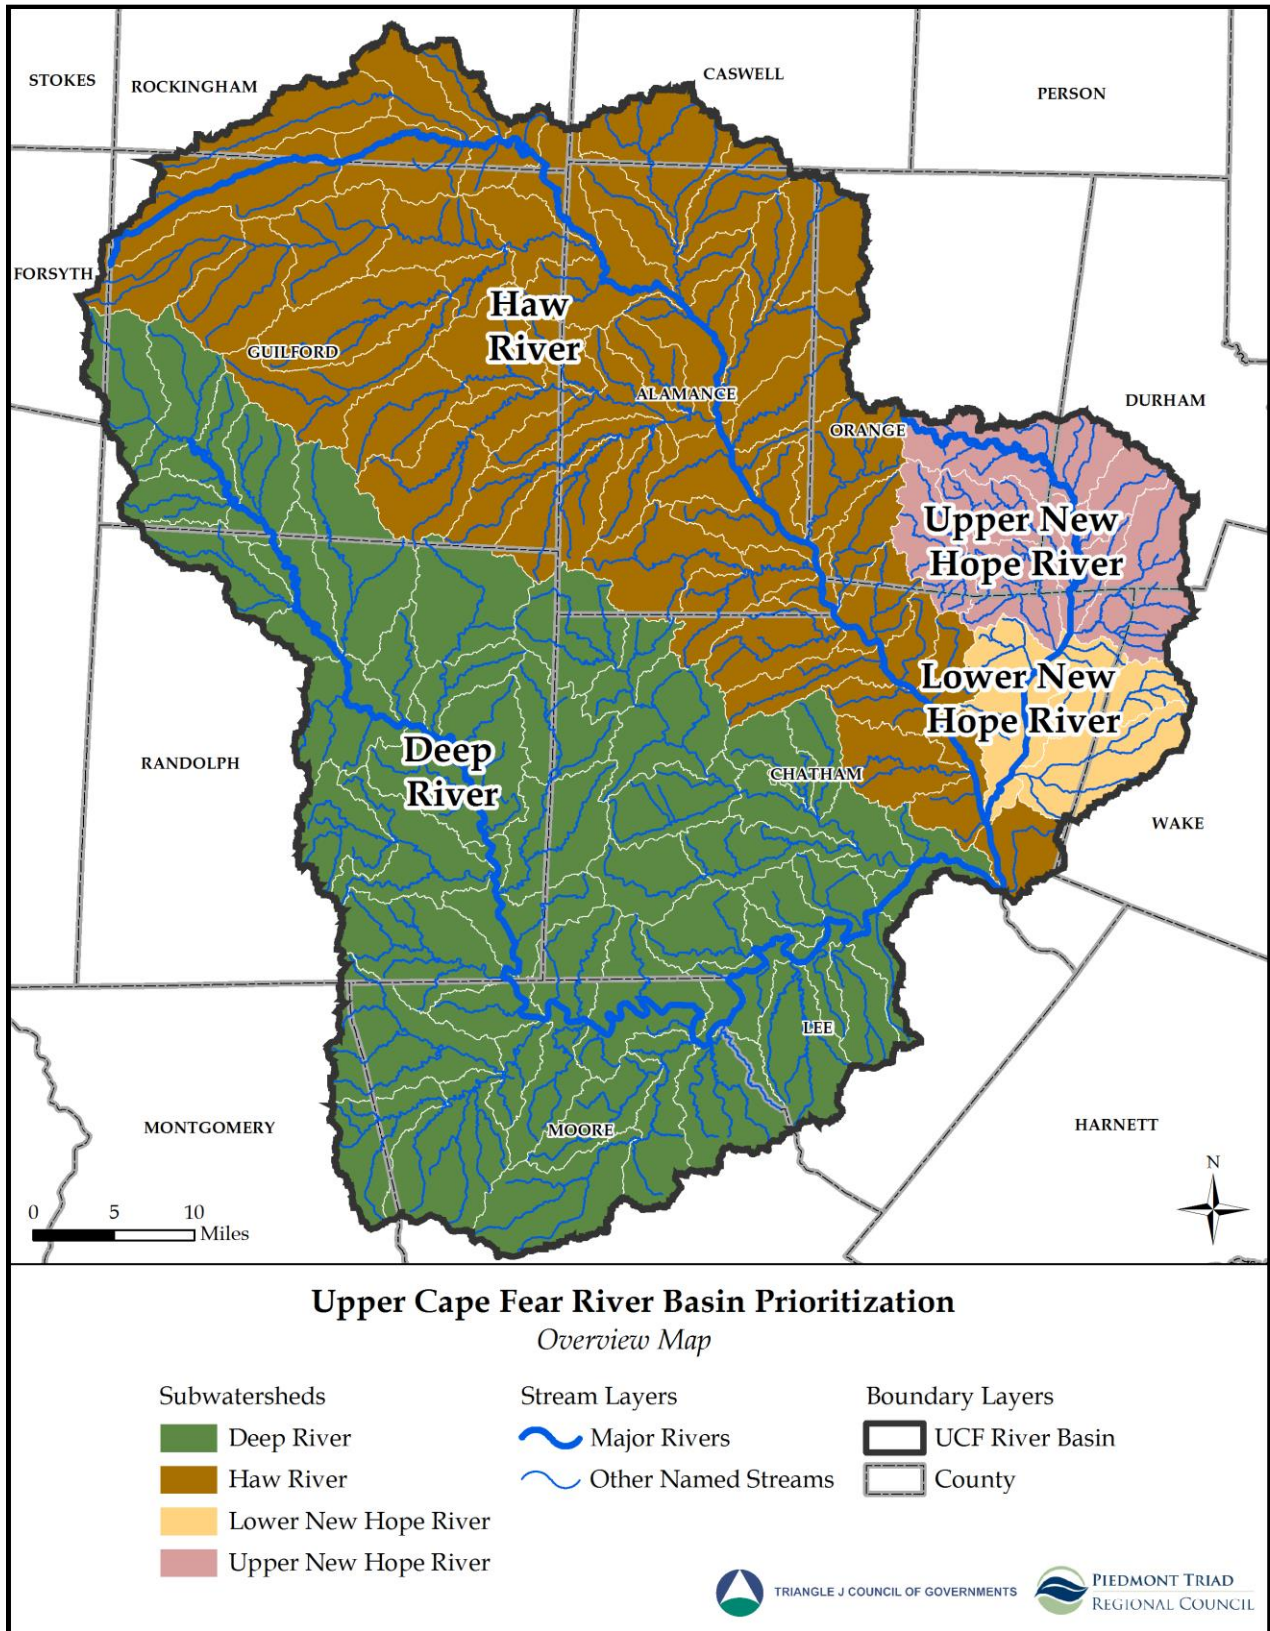 STOKES
ROCKINGHAM
CASWELL
PERSON
FORSYTH
Haw
River
GUILFORD
ALAMANCE
ORANGE
DURHAM
Upper New
Hope River
Lower New
Hope River
Deep
River
RANDOLPH
CHATHAM
WAKE
LEE
MONTGOMERY
MOORE
HARNETT
N
0 5 10
Miles
Upper Cape Fear River Basin Prioritization
Overview Map
Subwatersheds
Deep River
Haw River
Lower New Hope River
Upper New Hope River
Stream Layers
Major Rivers
Other Named Streams
Boundary Layers
UCF River Basin
County
TRIANGLE J COUNCIL OF GOVERNMENTS
PIEDMONT TRIAD
REGIONAL COUNCIL